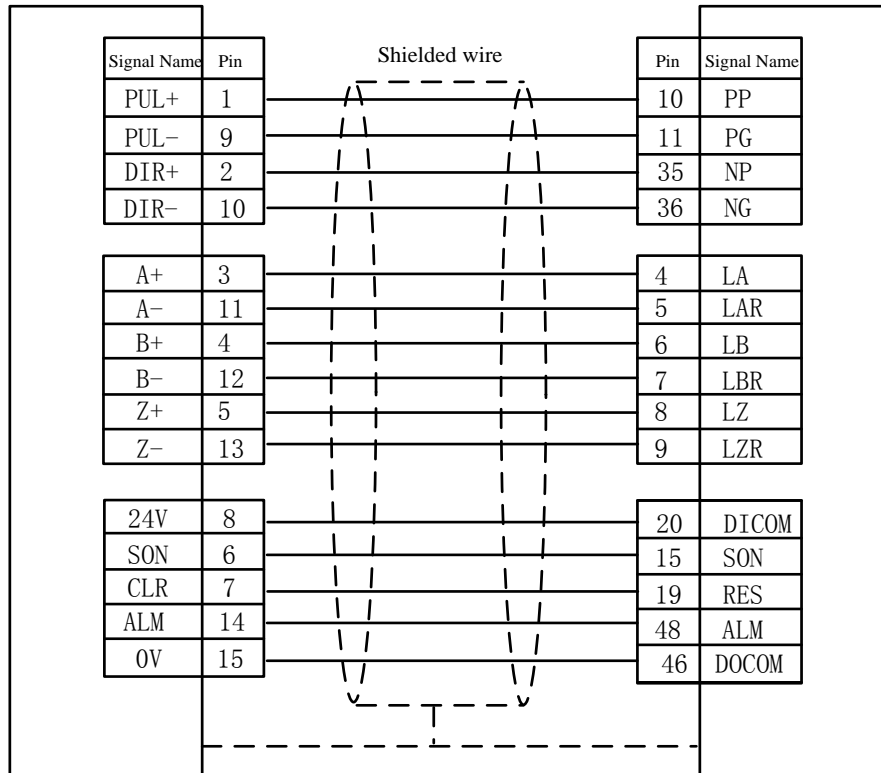 Shielded wire
Signal Name Pin Pin Signal Name
PUL+ 1 10 PP
PUL- 9 11 PG
DIR+ 2 35 NP
DIR- 10 36 NG
A+ 3 4 LA
A- 11 5 LAR
B+ 4 6 LB
B- 12 7 LBR
Z+ 5 8 LZ
Z- 13 9 LZR
24V 8 20 DICOM
SON 6 15 SON
CLR 7 19 RES
ALM 14 48 ALM
0V 15 46 DOCOM